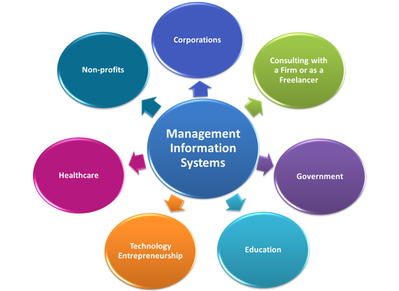 Corporations
Consulting with
a Firm or as a
Freelancer
Non-profits
Management
Information
Systems
Healthcare
Government
Technology
Entrepreneurship
Education